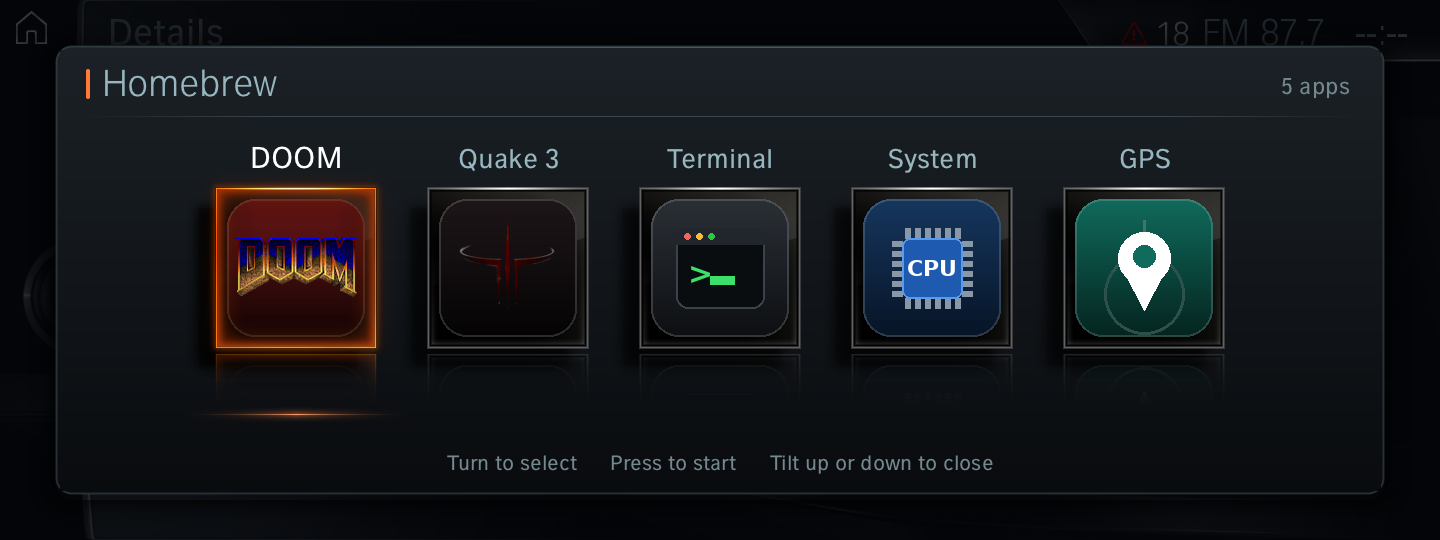 Details
18 FM 87.7 --:--
Homebrew
5 apps
DOOM Quake 3 Terminal System GPS
DOOM >_ CPU
Turn to select Press to start Tilt up or down to close